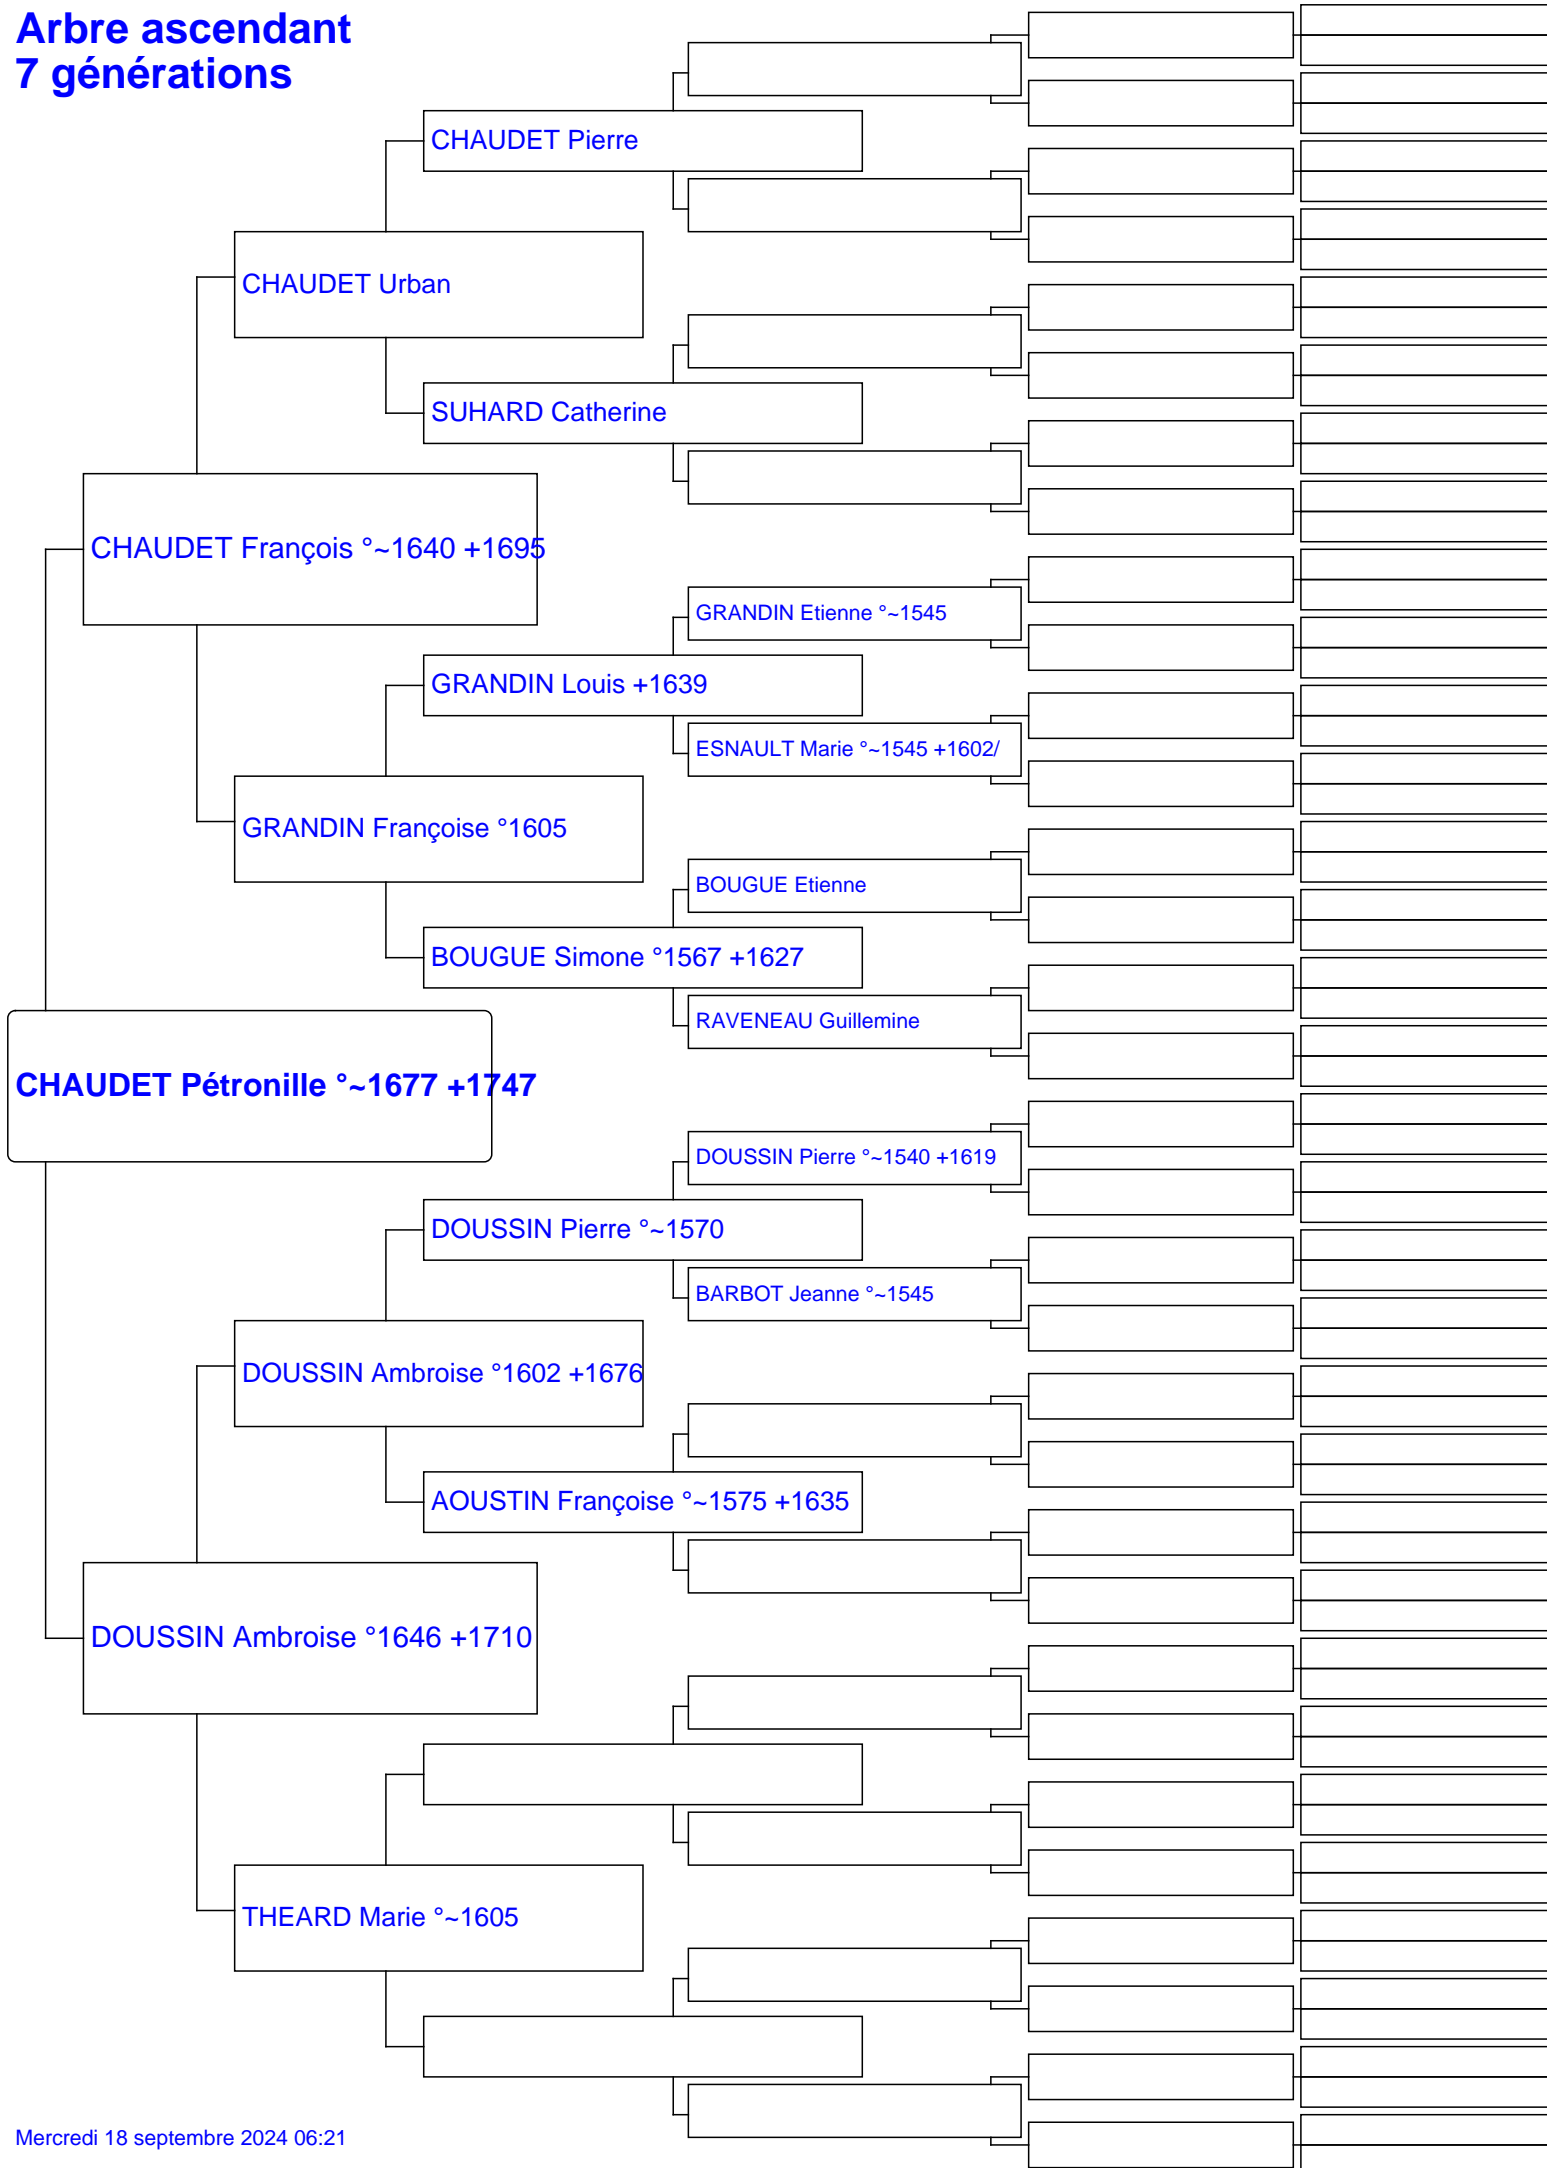 Arbre ascendant
7 générations
CHAUDET Pierre
CHAUDET Urban
SUHARD Catherine
CHAUDET François °~1640 +1695
GRANDIN Etienne °~1545
GRANDIN Louis +1639
ESNAULT Marie °~1545 +1602/
GRANDIN Françoise °1605
BOUGUE Etienne
BOUGUE Simone °1567 +1627
RAVENEAU Guillemine
CHAUDET Pétronille °~1677 +1747
DOUSSIN Pierre °~1540 +1619
DOUSSIN Pierre °~1570
BARBOT Jeanne °~1545
DOUSSIN Ambroise °1602 +1676
AOUSTIN Françoise °~1575 +1635
DOUSSIN Ambroise °1646 +1710
THEARD Marie °~1605
Mercredi 18 septembre 2024 06:21